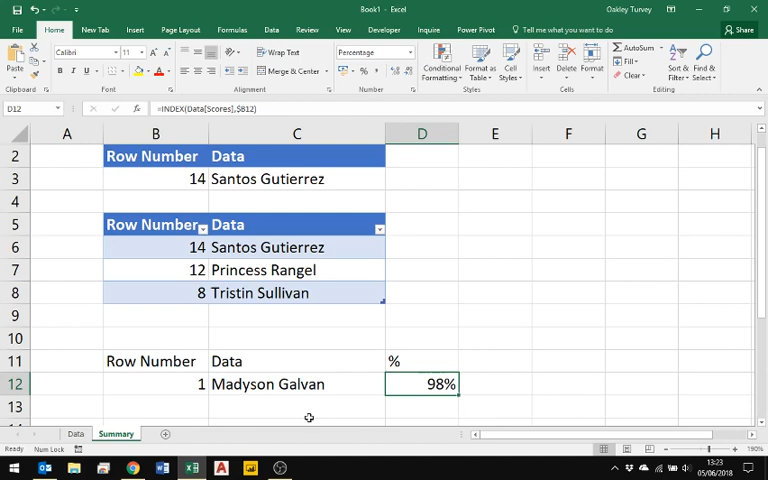 Book1 - Excel
Oakley Turvey
File Home New Tab Insert Page Layout Formulas Data Review View Developer Inquire Power Pivot Tell me what you want to do Share
Paste Calibri 11 Wrap Text Percentage Conditional Formatting Format as Table Cell Styles Insert Delete Format AutoSum Sort & Filter Find & Select
B I U Merge & Center Fill
Clear
Clipboard Font Alignment Number Styles Cells Editing
D12 fx =INDEX(Data[Scores],$B12)
A B C D E F G H
2 Row Number Data
3 14 Santos Gutierrez
4
5 Row Number Data
6 14 Santos Gutierrez
7 12 Princess Rangel
8 8 Tristin Sullivan
9
10
11 Row Number Data %
12 1 Madyson Galvan 98%
13
Data Summary
Ready Num Lock 190%
13:23
05/06/2018